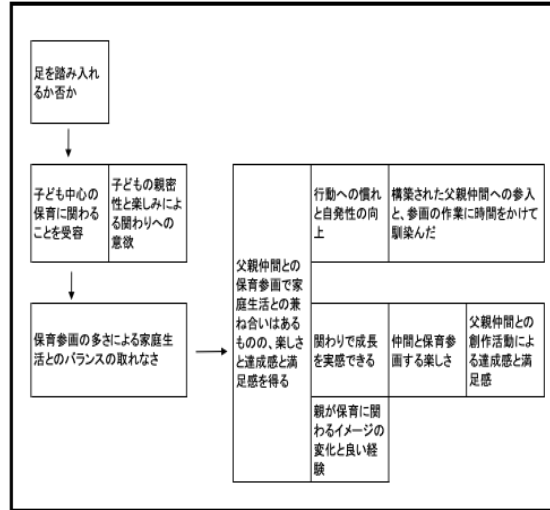 足を踏み入れ
るか否か
子ども中心の
保育に関わる
ことを受容
子どもの親密
性と楽しみによ
る関わりへの
意欲
保育参画の多さによる家庭生
活とのバランスの取れなさ
父親仲間との
保育参画で家
庭生活との兼
ね合いはある
ものの、楽しさ
と達成感と満
足感を得る
行動への慣れ
と自発性の向
上
構築された父親仲間への参入
と、参画の作業に時間をかけて
馴染んだ
関わりで成長
を実感できる
仲間と保育参
画する楽しさ
父親仲間との
創作活動によ
る達成感と満
足感
親が保育に関
わるイメージの
変化と良い経
験